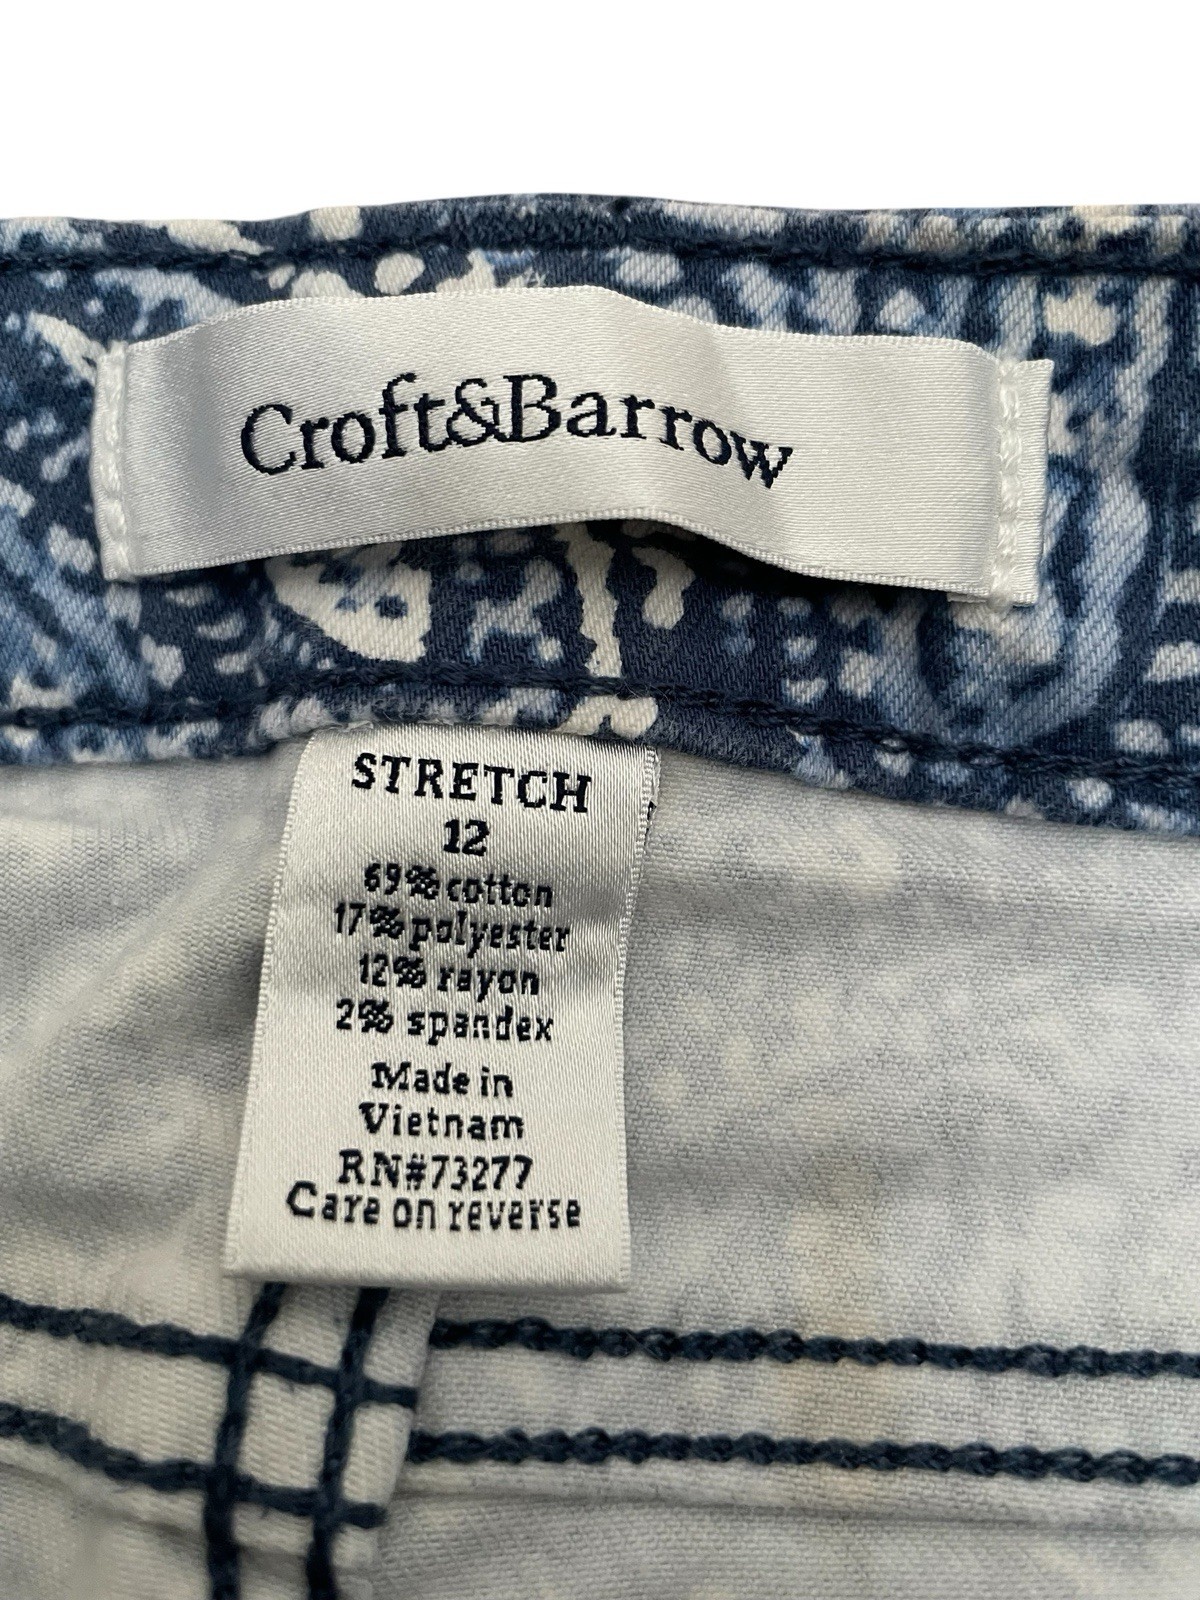 Croft&Barrow
STRETCH
12
69% cotton
17% polyester
12% rayon
2% spandex
Made in
Vietnam
RN#73277
Care on reverse